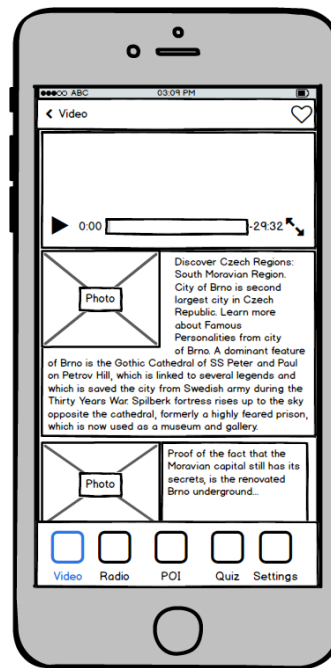 ABC 03:09 PM
< Video
0:00 -29:32
Photo
Discover Czech Regions:
South Moravian Region.
City of Brno is second
largest city in Czech
Republic. Learn more
about Famous
Personalities from city
of Brno. A dominant feature
of Brno is the Gothic Cathedral of SS Peter and Paul
on Petrov Hill, which is linked to several legends and
which is saved the city from Swedish army during the
Thirty Years War. Spilberk fortress rises up to the sky
opposite the cathedral, formerly a highly feared prison,
which is now used as a museum and gallery.
Photo
Proof of the fact that the
Moravian capital still has its
secrets, is the renovated
Brno underground...
Video Radio POI Quiz Settings